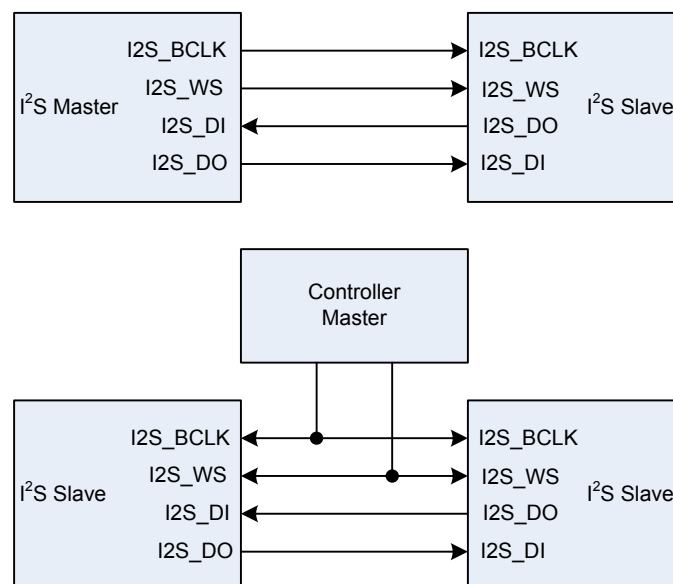 I2S_BCLK
I2S_WS
I²S Master
I2S_DI
I2S_DO
I2S_BCLK
I2S_WS
I²S Slave
I2S_DO
I2S_DI
Controller
Master
I2S_BCLK
I2S_WS
I²S Slave
I2S_DI
I2S_DO
I2S_BCLK
I2S_WS
I²S Slave
I2S_DO
I2S_DI